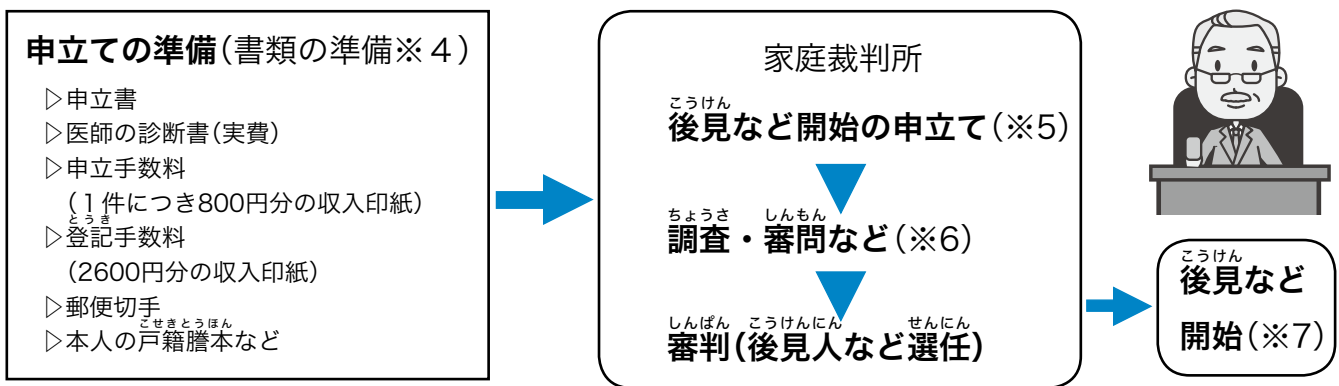 申立ての準備(書類の準備※４)
▷申立書
▷医師の診断書(実費)
▷申立手数料
(１件につき800円分の収入印紙)
とうき
▷登記手数料
(2600円分の収入印紙)
▷郵便切手
こせきとうほん
▷本人の戸籍謄本など
家庭裁判所
こうけん
後見など開始の申立て(※5)
ちょうさ しんもん
調査・審問など(※6)
しんぱん こうけんにん せんにん
審判(後見人など選任)
こうけん
後見など
開始(※7)